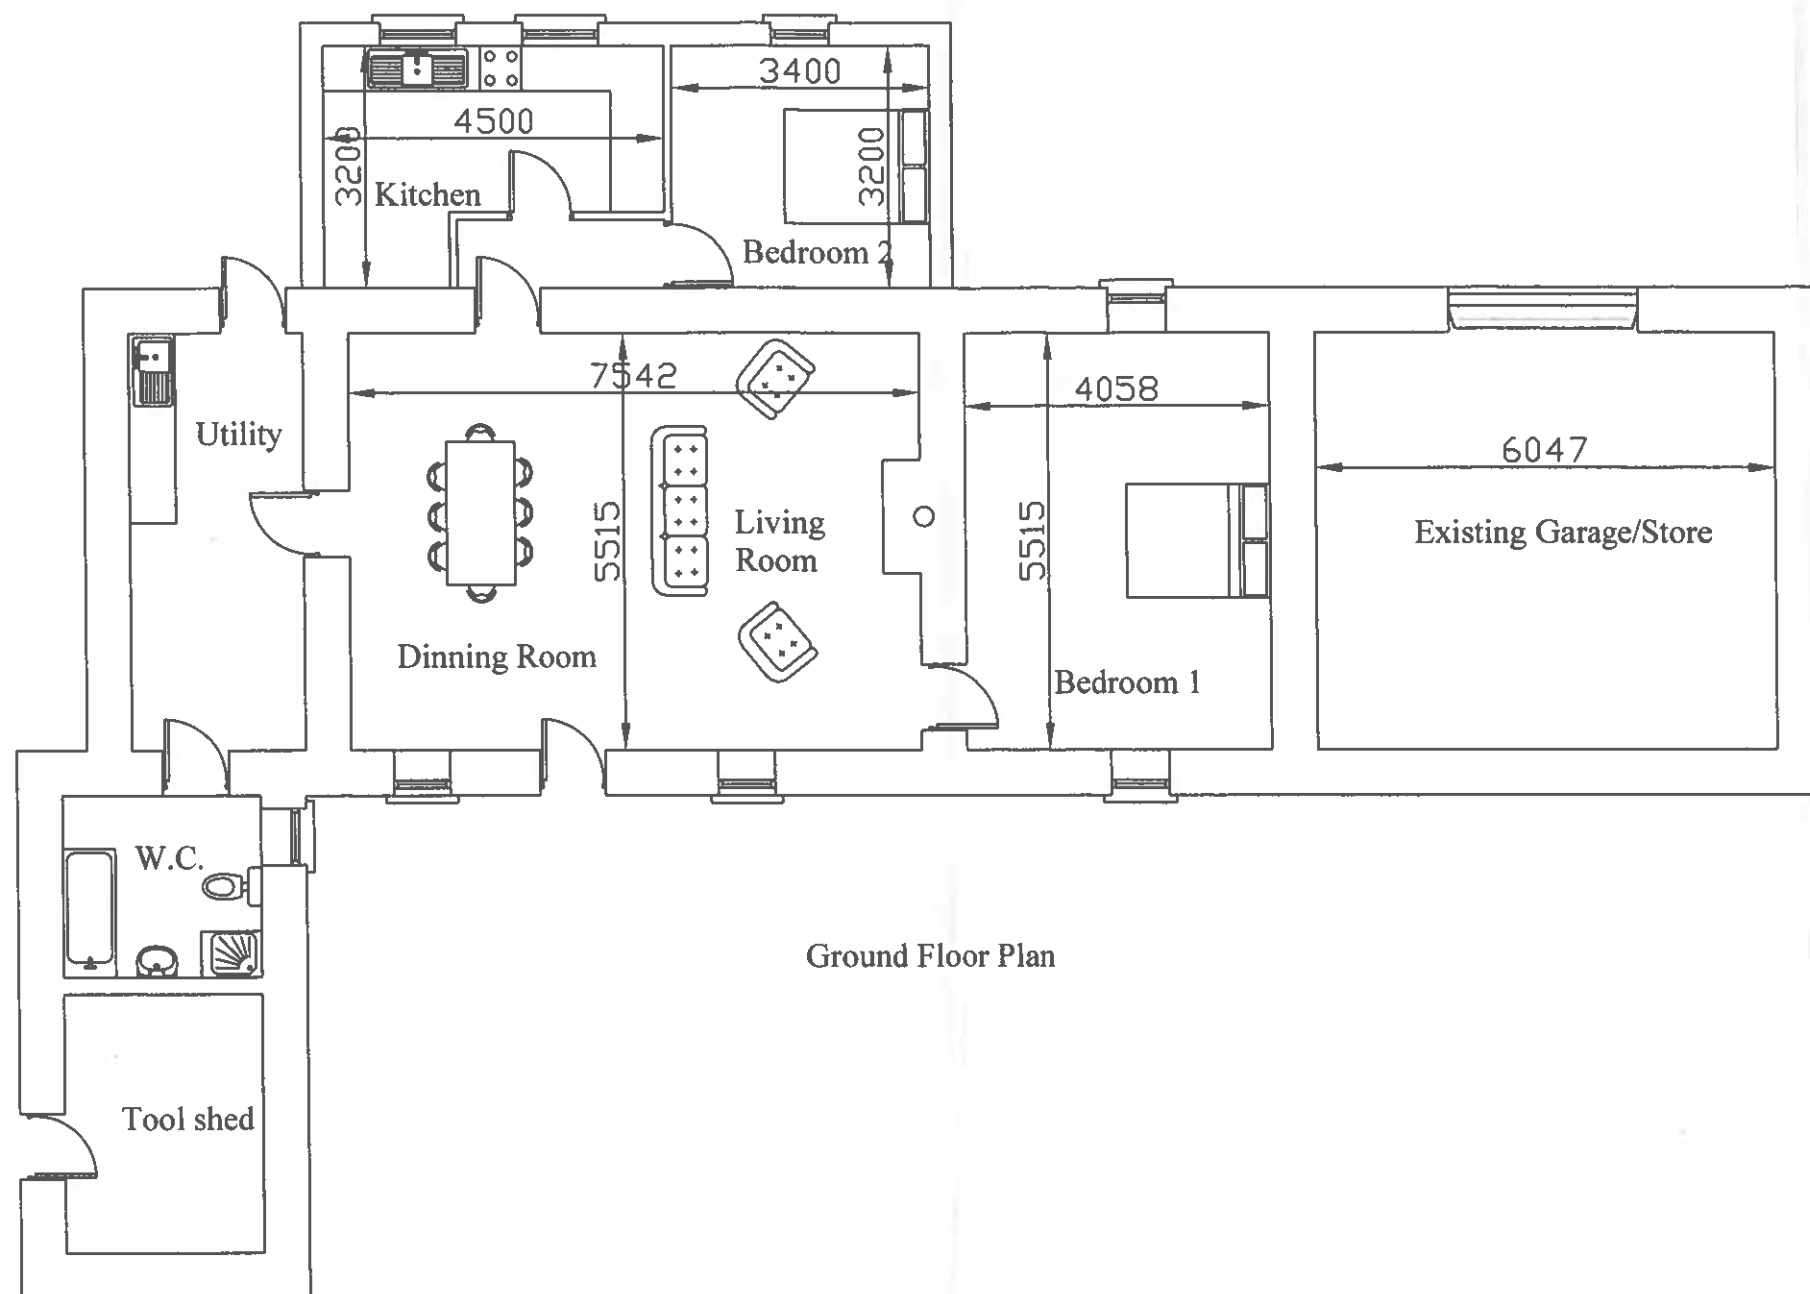 3400
4500
3200
3200
Kitchen
Bedroom 2
7542
4058
Utility
6047
5515
Living
Room
5515
Existing Garage/Store
Dinning Room
Bedroom 1
W.C.
Ground Floor Plan
Tool shed